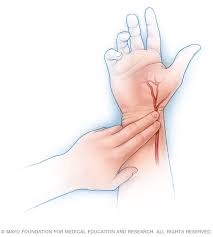 © MAYO FOUNDATION FOR MEDICAL EDUCATION AND RESEARCH. ALL RIGHTS RESERVED.